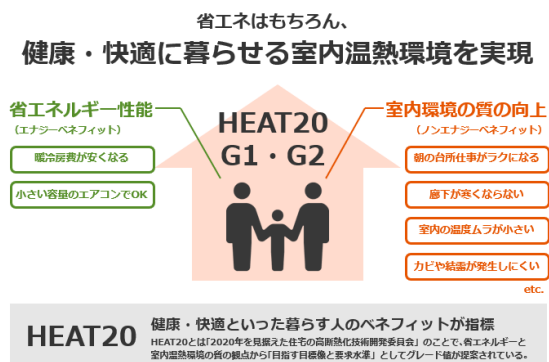 省エネはもちろん、
健康・快適に暮らせる室内温熱環境を実現
省エネルギー性能
（エナジーベネフィット）
暖冷房費が安くなる
小さい容量のエアコンでOK
HEAT20
G1・G2
室内環境の質の向上
（ノンエナジーベネフィット）
朝の台所仕事がラクになる
廊下が寒くならない
室内の温度ムラが小さい
カビや結露が発生しにくい
etc.
HEAT20
健康・快適といった暮らす人のベネフィットが指標
HEAT20とは「2020年を見据えた住宅の高断熱化技術開発委員会」のことで、省エネルギーと
室内温熱環境の質の観点から「目指す目標像と要求水準」としてグレード値が提案されている。